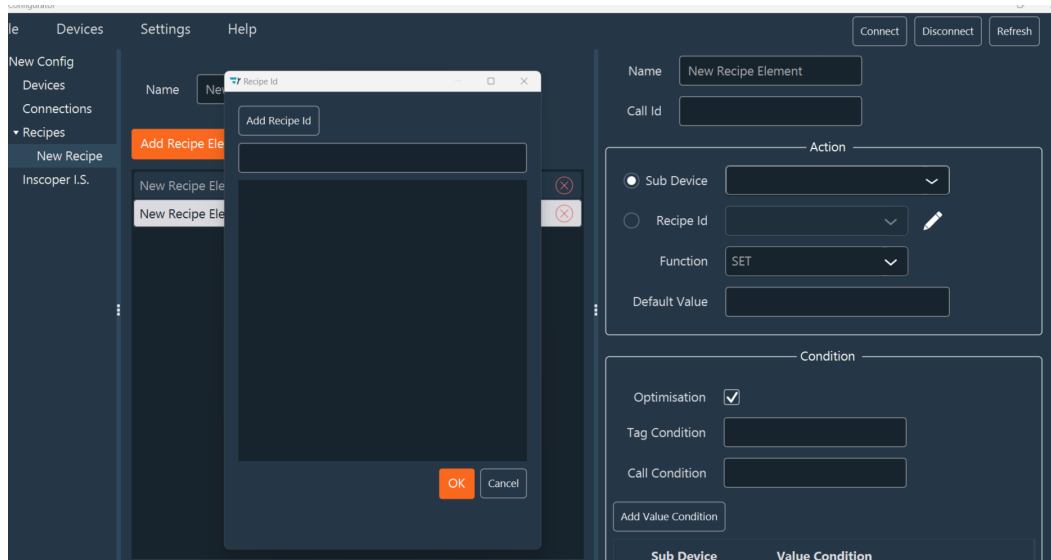 Configurator
le Devices Settings Help
Connect Disconnect Refresh
New Config
Devices
Connections
Recipes
New Recipe
Inscoper I.S.
Name Ne
Add Recipe Ele
New Recipe Ele
New Recipe Ele
Recipe Id
Add Recipe Id
OK Cancel
Name New Recipe Element
Call Id
Action
Sub Device
Recipe Id
Function SET
Default Value
Condition
Optimisation
Tag Condition
Call Condition
Add Value Condition
Sub Device Value Condition